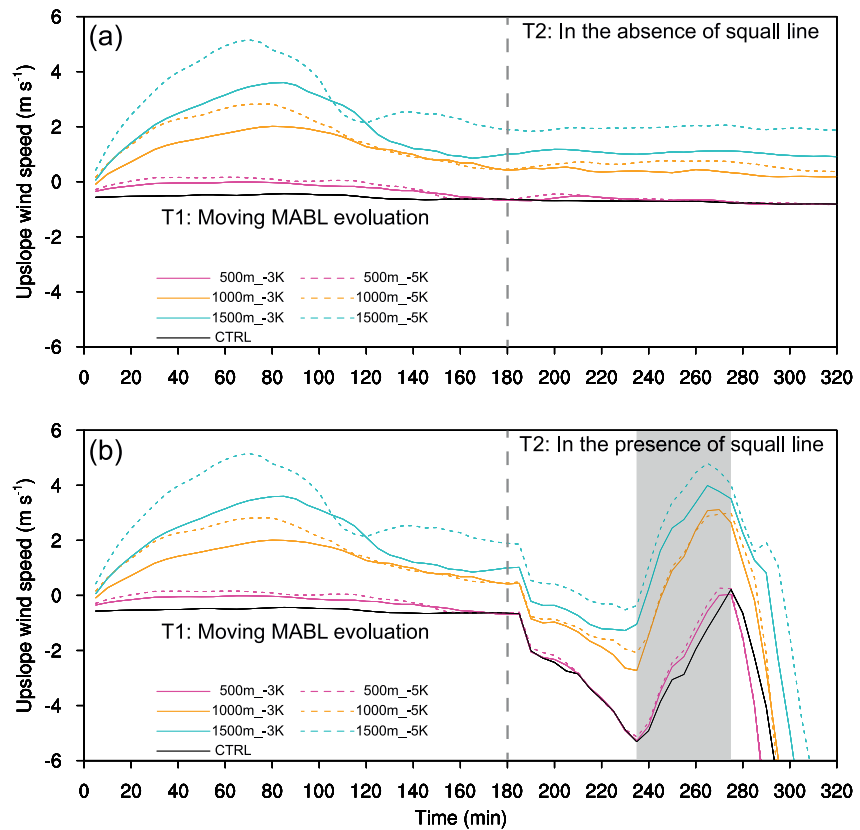 (a)
T2: In the absence of squall line
Upslope wind speed (m s-1)
6
4
2
0
-2
-4
-6
T1: Moving MABL evoluation
500m_-3K 500m_-5K
1000m_-3K 1000m_-5K
1500m_-3K 1500m_-5K
CTRL
0 20 40 60 80 100 120 140 160 180 200 220 240 260 280 300 320
(b)
T2: In the presence of squall line
Upslope wind speed (m s-1)
6
4
2
0
-2
-4
-6
T1: Moving MABL evoluation
500m_-3K 500m_-5K
1000m_-3K 1000m_-5K
1500m_-3K 1500m_-5K
CTRL
0 20 40 60 80 100 120 140 160 180 200 220 240 260 280 300 320
Time (min)